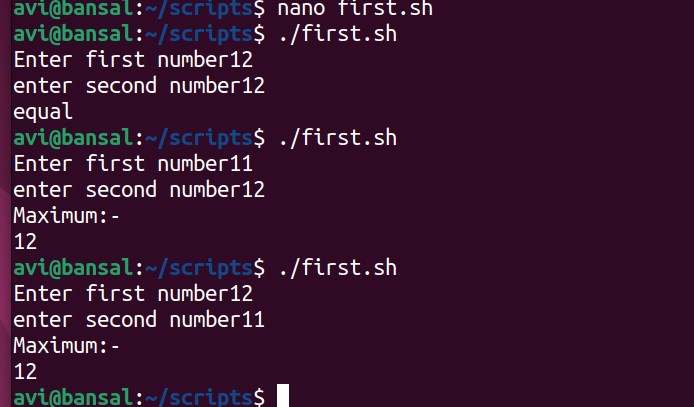 avi@bansal:~/scripts$ nano first.sh
avi@bansal:~/scripts$ ./first.sh
Enter first number12
enter second number12
equal
avi@bansal:~/scripts$ ./first.sh
Enter first number11
enter second number12
Maximum:-
12
avi@bansal:~/scripts$ ./first.sh
Enter first number12
enter second number11
Maximum:-
12
avi@bansal:~/scripts$